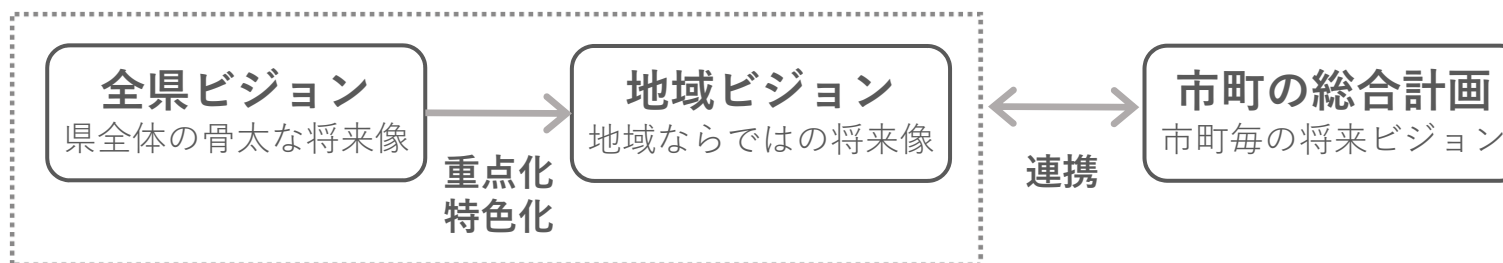 全県ビジョン
県全体の骨太な将来像
重点化
特色化
地域ビジョン
地域ならではの将来像
連携
市町の総合計画
市町毎の将来ビジョン